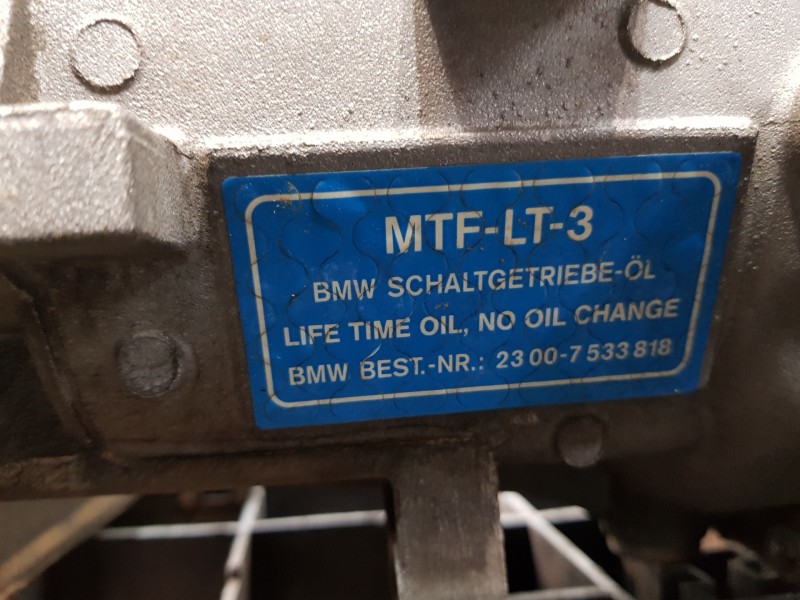 MTF-LT-3
BMW SCHALTGETRIEBE-ÖL
LIFE TIME OIL, NO OIL CHANGE
BMW BEST.-NR.: 23 00-7 533 818